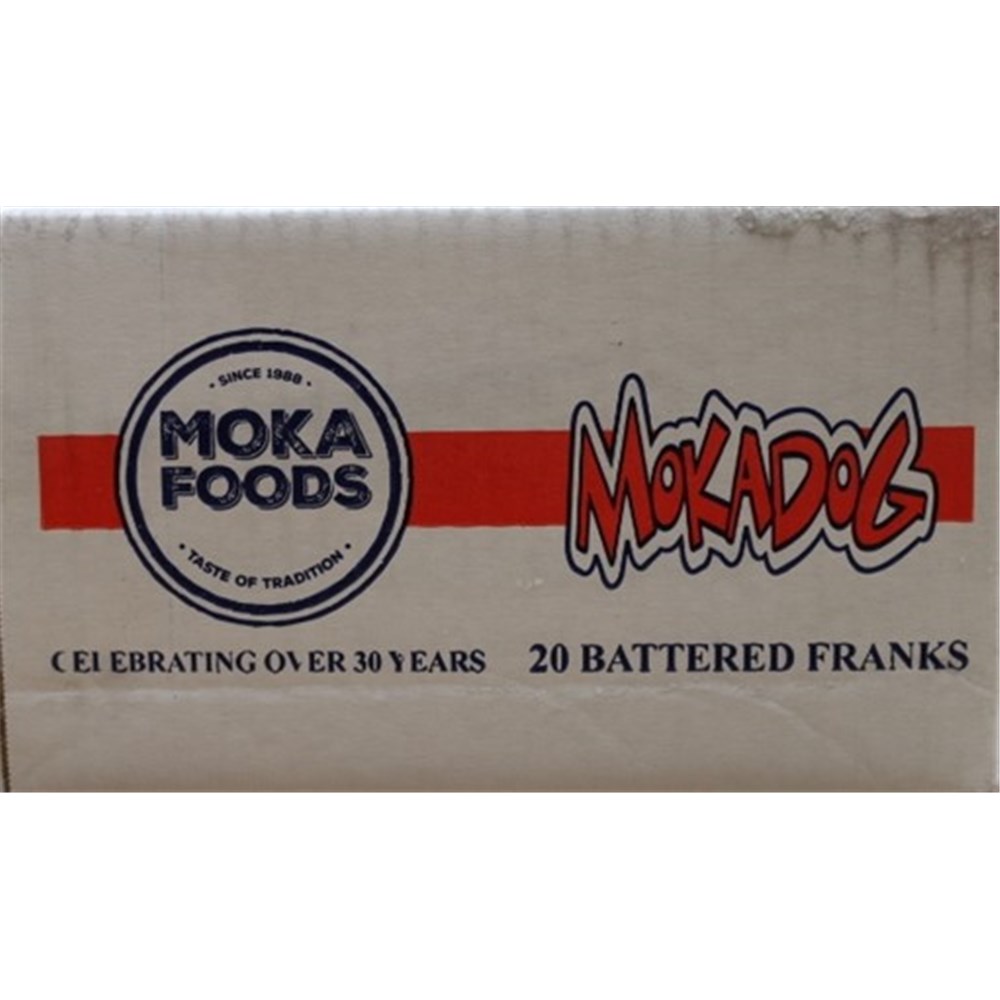 · SINCE 1988 ·
MOKA
FOODS
· TASTE OF TRADITION ·
MOKADOG
CELEBRATING OVER 30 YEARS
20 BATTERED FRANKS